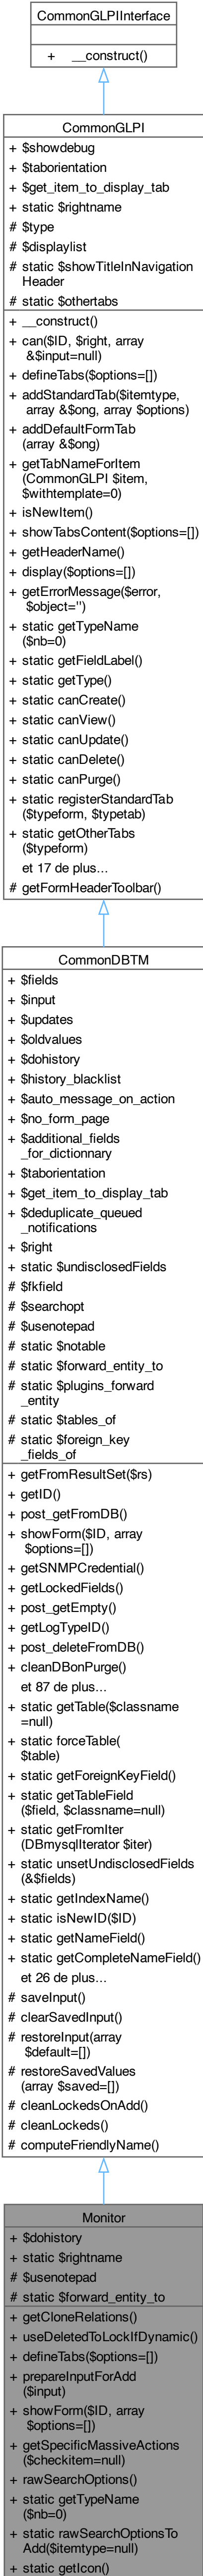 CommonGLPIInterface
+ __construct()
CommonGLPI
+ $showdebug
+ $taborientation
+ $get_item_to_display_tab
+ static $rightname
# $type
# $displaylist
# static $showTitleInNavigation
Header
# static $othertabs
+ __construct()
+ can($ID, $right, array
&$input=null)
+ defineTabs($options=[])
+ addStandardTab($itemtype,
array &$ong, array $options)
+ addDefaultFormTab
(array &$ong)
+ getTabNameForItem
(CommonGLPI $item,
$withtemplate=0)
+ isNewItem()
+ showTabsContent($options=[])
+ getHeaderName()
+ display($options=[])
+ getErrorMessage($error,
$object='')
+ static getTypeName
($nb=0)
+ static getFieldLabel()
+ static getType()
+ static canCreate()
+ static canView()
+ static canUpdate()
+ static canDelete()
+ static canPurge()
+ static registerStandardTab
($typeform, $typetab)
+ static getOtherTabs
($typeform)
et 17 de plus...
# getFormHeaderToolbar()
CommonDBTM
+ $fields
+ $input
+ $updates
+ $oldvalues
+ $dohistory
+ $history_blacklist
+ $auto_message_on_action
+ $no_form_page
+ $additional_fields
_for_dictionnary
+ $taborientation
+ $get_item_to_display_tab
+ $deduplicate_queued
_notifications
+ $right
+ static $undisclosedFields
# $fkfield
# $searchopt
# $usenotepad
# static $notable
# static $forward_entity_to
# static $plugins_forward
_entity
# static $tables_of
# static $foreign_key
_fields_of
+ getFromResultSet($rs)
+ getID()
+ post_getFromDB()
+ showForm($ID, array
$options=[])
+ getSNMPCredential()
+ getLockedFields()
+ post_getEmpty()
+ getLogTypeID()
+ post_deleteFromDB()
+ cleanDBonPurge()
et 87 de plus...
+ static getTable($classname
=null)
+ static forceTable(
$table)
+ static getForeignKeyField()
+ static getTableField
($field, $classname=null)
+ static getFromIter
(DBmysqlIterator $iter)
+ static unsetUndisclosedFields
(&$fields)
+ static getIndexName()
+ static isNewID($ID)
+ static getNameField()
+ static getCompleteNameField()
et 26 de plus...
# saveInput()
# clearSavedInput()
# restoreInput(array
$default=[])
# restoreSavedValues
(array $saved=[])
# cleanLockedsOnAdd()
# cleanLockeds()
# computeFriendlyName()
Monitor
+ $dohistory
+ static $rightname
# $usenotepad
# static $forward_entity_to
+ getCloneRelations()
+ useDeletedToLockIfDynamic()
+ defineTabs($options=[])
+ prepareInputForAdd
($input)
+ showForm($ID, array
$options=[])
+ getSpecificMassiveActions
($checkitem=null)
+ rawSearchOptions()
+ static getTypeName
($nb=0)
+ static rawSearchOptionsTo
Add($itemtype=null)
+ static getIcon()